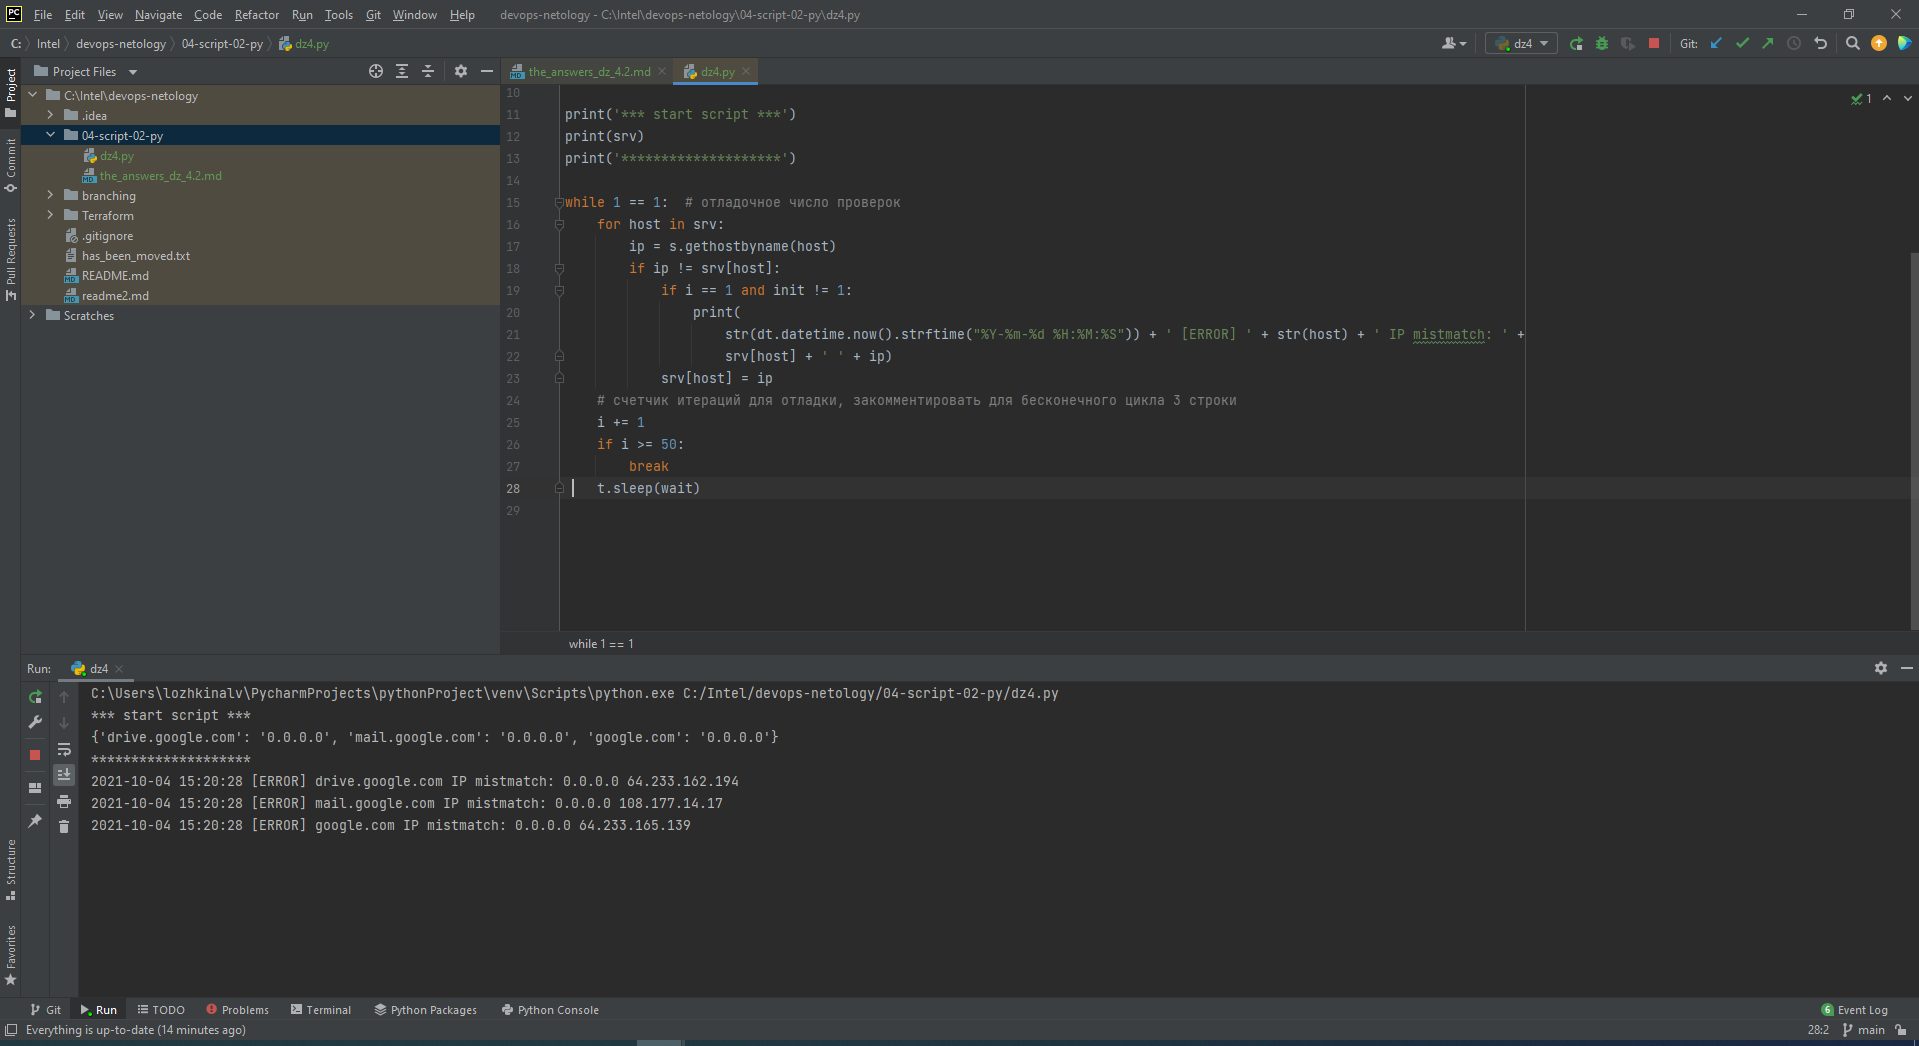 PC File Edit View Navigate Code Refactor Run Tools Git Window Help devops-netology - C:\Intel\devops-netology\04-script-02-py\dz4.py
C: Intel devops-netology 04-script-02-py dz4.py dz4 Git:
Project Files
the_answers_dz_4.2.md dz4.py
Project
Commit
Pull Requests
Structure
Favorites
C:\Intel\devops-netology
.idea
04-script-02-py
dz4.py
the_answers_dz_4.2.md
branching
Terraform
.gitignore
has_been_moved.txt
README.md
readme2.md
Scratches
1
10
11 print('*** start script ***')
12 print(srv)
13 print('********************')
14
15 while 1 == 1:  # отладочное число проверок
16     for host in srv:
17         ip = s.gethostbyname(host)
18         if ip != srv[host]:
19             if i == 1 and init != 1:
20                 print(
21                     str(dt.datetime.now().strftime("%Y-%m-%d %H:%M:%S")) + ' [ERROR] ' + str(host) + ' IP mistmatch: ' +
22                     srv[host] + ' ' + ip)
23             srv[host] = ip
24     # счетчик итераций для отладки, закомментировать для бесконечного цикла 3 строки
25     i += 1
26     if i >= 50:
27         break
28     t.sleep(wait)
29
while 1 == 1
Run: dz4
C:\Users\lozhkinalv\PycharmProjects\pythonProject\venv\Scripts\python.exe C:/Intel/devops-netology/04-script-02-py/dz4.py
*** start script ***
{'drive.google.com': '0.0.0.0', 'mail.google.com': '0.0.0.0', 'google.com': '0.0.0.0'}
********************
2021-10-04 15:20:28 [ERROR] drive.google.com IP mistmatch: 0.0.0.0 64.233.162.194
2021-10-04 15:20:28 [ERROR] mail.google.com IP mistmatch: 0.0.0.0 108.177.14.17
2021-10-04 15:20:28 [ERROR] google.com IP mistmatch: 0.0.0.0 64.233.165.139
Git Run TODO Problems Terminal Python Packages Python Console 6 Event Log
Everything is up-to-date (14 minutes ago) 28:2 main